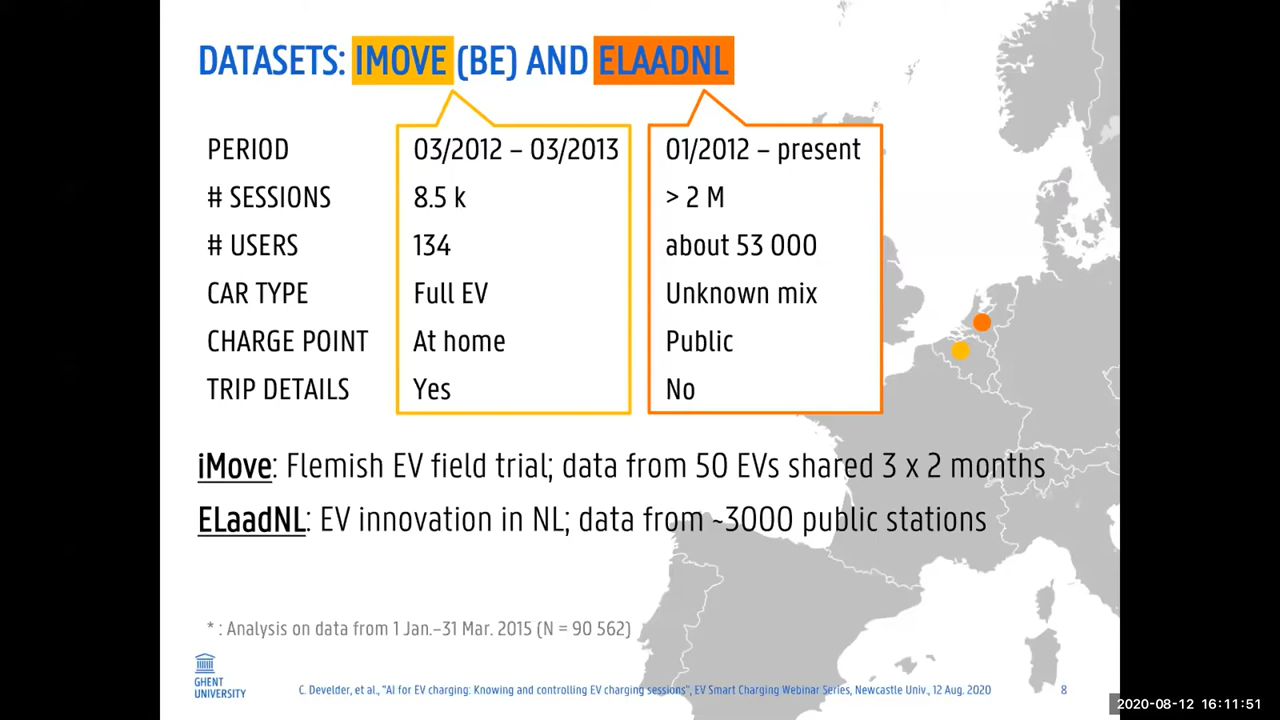 DATASETS: IMOVE (BE) AND ELAADNL
PERIOD 03/2012 – 03/2013 01/2012 – present
# SESSIONS 8.5 k > 2 M
# USERS 134 about 53 000
CAR TYPE Full EV Unknown mix
CHARGE POINT At home Public
TRIP DETAILS Yes No
iMove: Flemish EV field trial; data from 50 EVs shared 3 x 2 months
ELaadNL: EV innovation in NL; data from ~3000 public stations
* : Analysis on data from 1 Jan.–31 Mar. 2015 (N = 90 562)
GHENT
UNIVERSITY
C. Develder, et al., "AI for EV charging: Knowing and controlling EV charging sessions", EV Smart Charging Webinar Series, Newcastle Univ., 12 Aug. 2020 8
2020-08-12 16:11:51